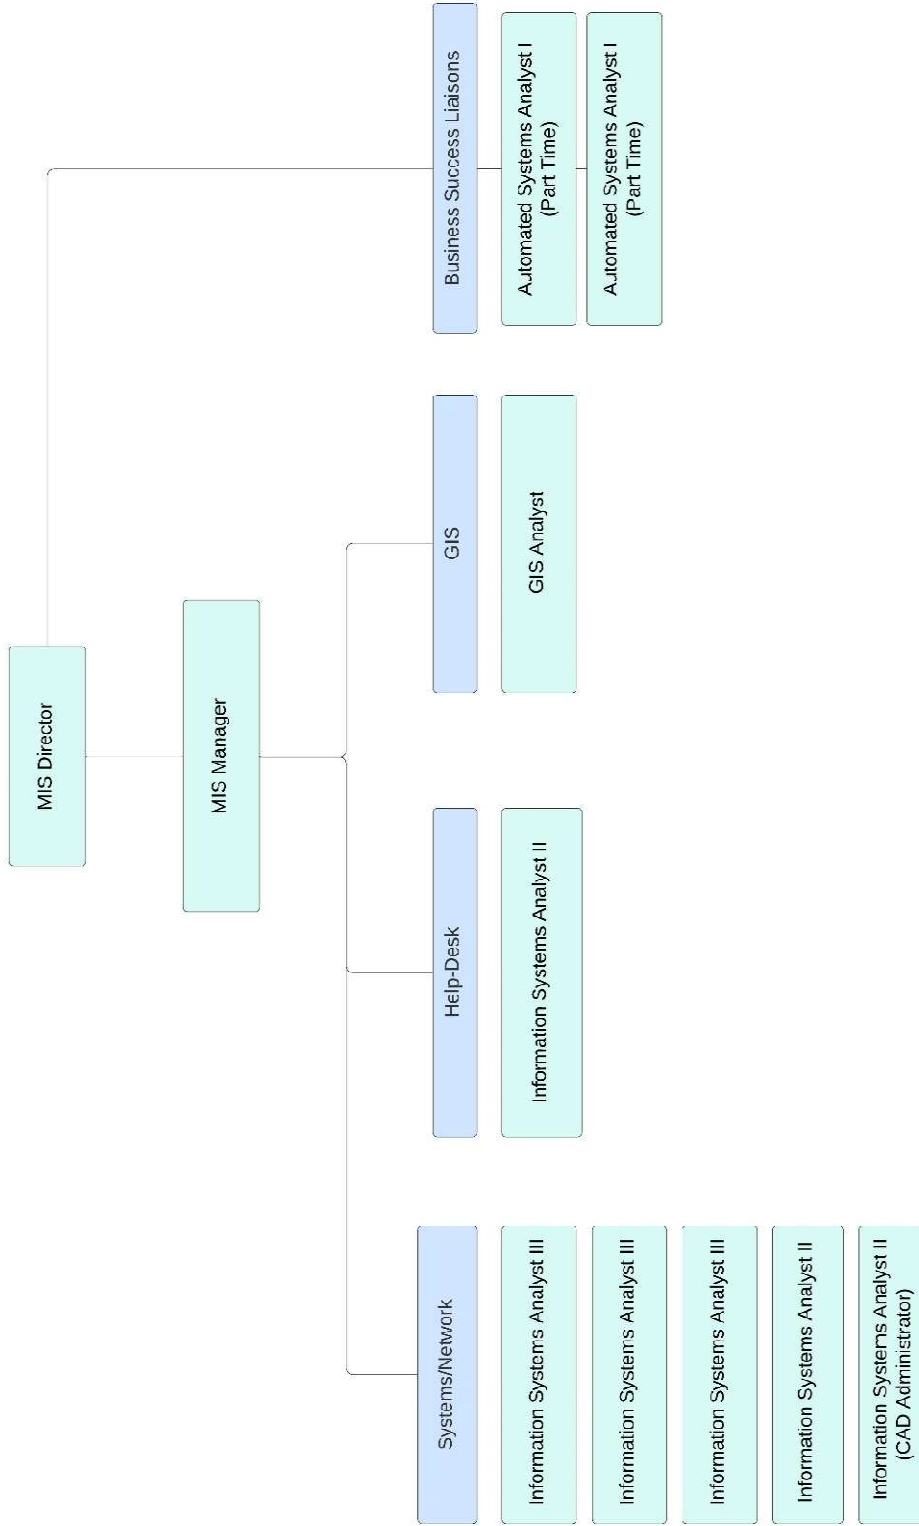 MIS Director
MIS Manager
Systems/Network
Information Systems Analyst III
Information Systems Analyst III
Information Systems Analyst III
Information Systems Analyst II
Information Systems Analyst II
(CAD Administrator)
Help-Desk
Information Systems Analyst II
GIS
GIS Analyst
Business Success Liaisons
Automated Systems Analyst I
(Part Time)
Automated Systems Analyst I
(Part Time)